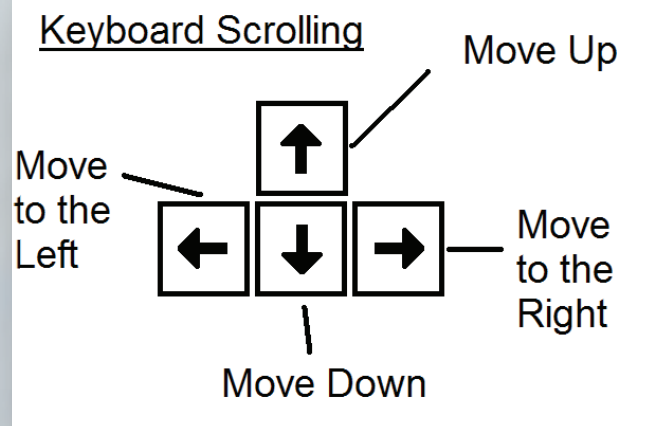 Keyboard Scrolling
Move Up
Move
to the
Left
Move
to the
Right
Move Down